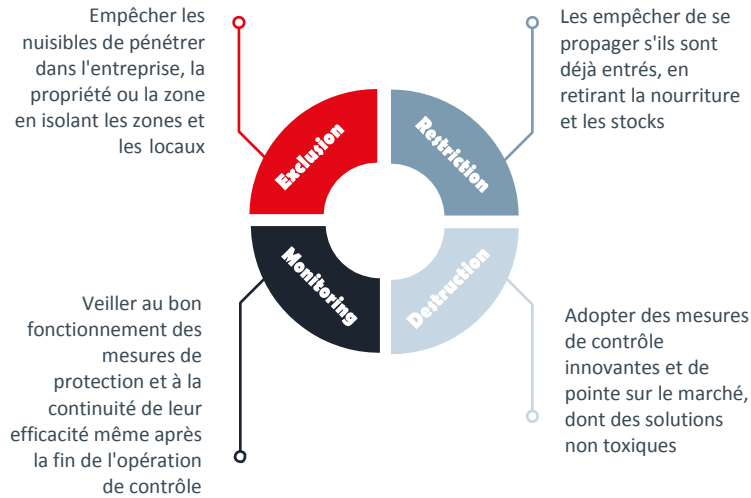 Empêcher les
nuisibles de pénétrer
dans l'entreprise, la
propriété ou la zone
en isolant les zones et
les locaux
Les empêcher de se
propager s'ils sont
déjà entrés, en
retirant la nourriture
et les stocks
Exclusion
Restriction
Monitoring
Destruction
Veiller au bon
fonctionnement des
mesures de
protection et à la
continuité de leur
efficacité même après
la fin de l'opération
de contrôle
Adopter des mesures
de contrôle
innovantes et de
pointe sur le marché,
dont des solutions
non toxiques